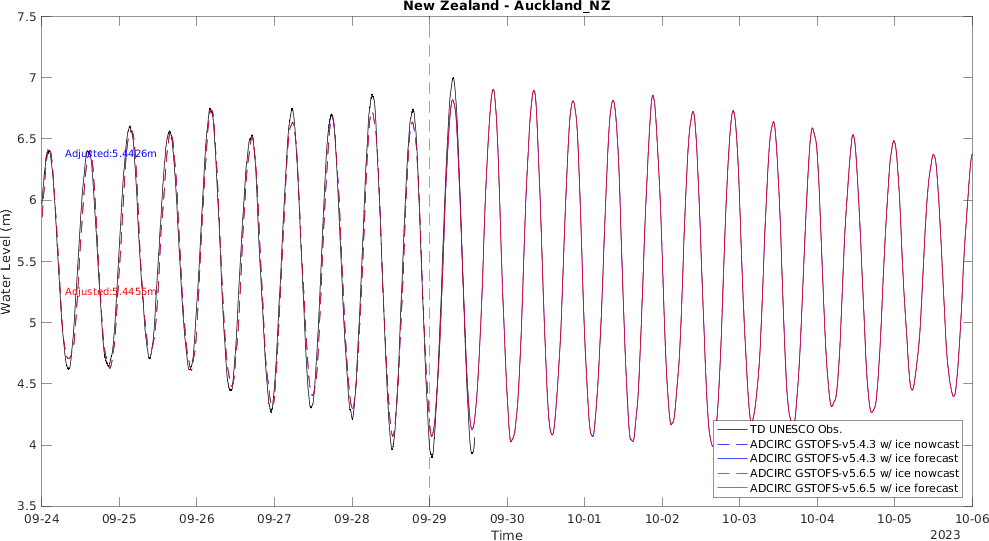 New Zealand - Auckland_NZ
7.5
7
6.5
6
5.5
5
4.5
4
3.5
Water Level (m)
Adjusted:5.4426m
Adjusted:5.4455m
TD UNESCO Obs.
ADCIRC GSTOFS-v5.4.3 w/ ice nowcast
ADCIRC GSTOFS-v5.4.3 w/ ice forecast
ADCIRC GSTOFS-v5.6.5 w/ ice nowcast
ADCIRC GSTOFS-v5.6.5 w/ ice forecast
09-24 09-25 09-26 09-27 09-28 09-29 09-30 10-01 10-02 10-03 10-04 10-05 10-06
Time
2023